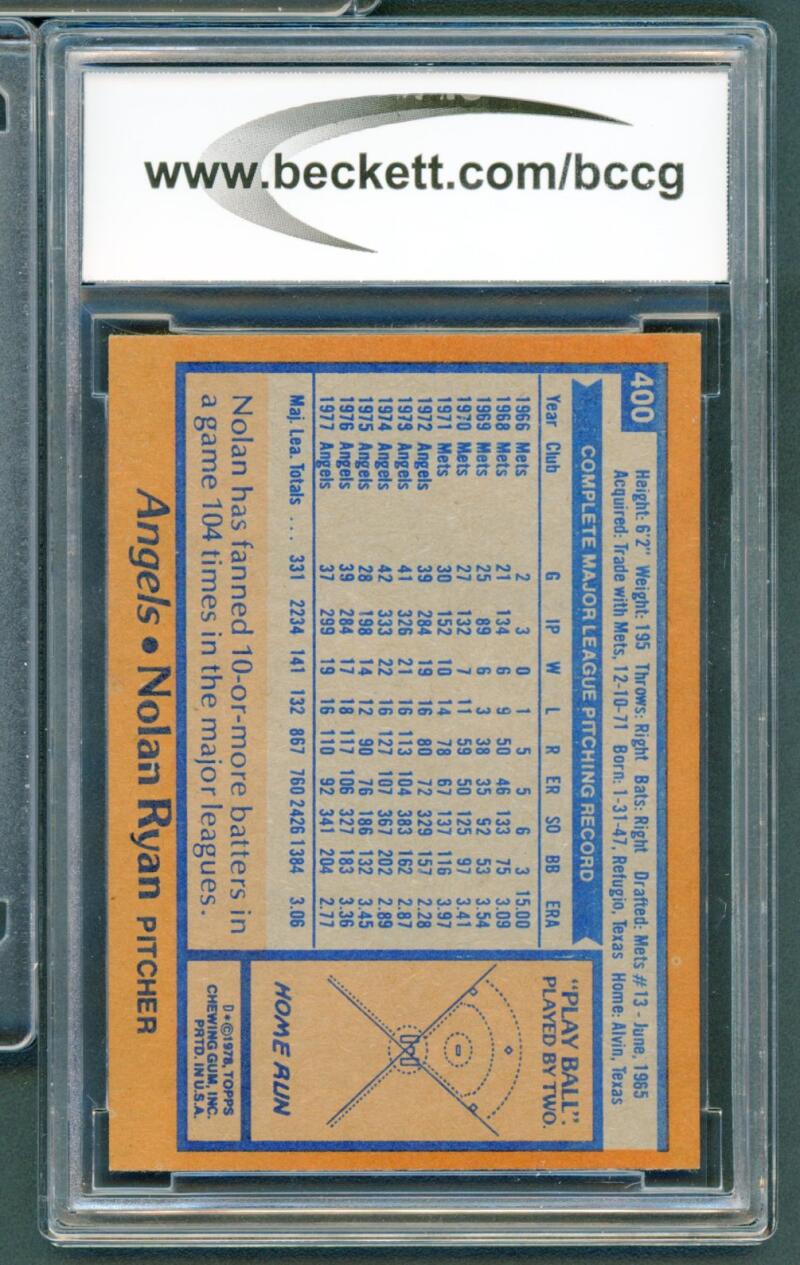 www.beckett.com/bccg
400
Height: 6'2" Weight: 195 Throws: Right Bats: Right Drafted: Mets #13 - June, 1965
Acquired: Trade with Mets, 12-10-71 Born: 1-31-47, Refugio, Texas Home: Alvin, Texas
COMPLETE MAJOR LEAGUE PITCHING RECORD
Year Club G IP W L R ER SO BB ERA
1966 Mets 2 3 0 1 5 5 6 3 15.00
1968 Mets 21 134 6 9 50 46 133 75 3.09
1969 Mets 25 89 6 3 38 35 92 53 3.54
1970 Mets 27 132 7 11 59 50 125 97 3.41
1971 Mets 30 152 10 14 78 67 137 116 3.97
1972 Angels 39 284 19 16 80 72 329 157 2.28
1973 Angels 41 326 21 16 113 104 383 162 2.87
1974 Angels 42 333 22 16 127 107 367 202 2.89
1975 Angels 28 198 14 12 90 76 186 132 3.45
1976 Angels 39 284 17 18 117 106 327 183 3.36
1977 Angels 37 299 19 16 110 92 341 204 2.77
Maj. Lea. Totals .... 331 2234 141 132 867 760 2426 1384 3.06
Nolan has fanned 10-or-more batters in
a game 104 times in the major leagues.
"PLAY BALL":
PLAYED BY TWO.
HOME RUN
D*©1978, TOPPS
CHEWING GUM, INC.
PRTD. IN U.S.A.
Angels • Nolan Ryan PITCHER